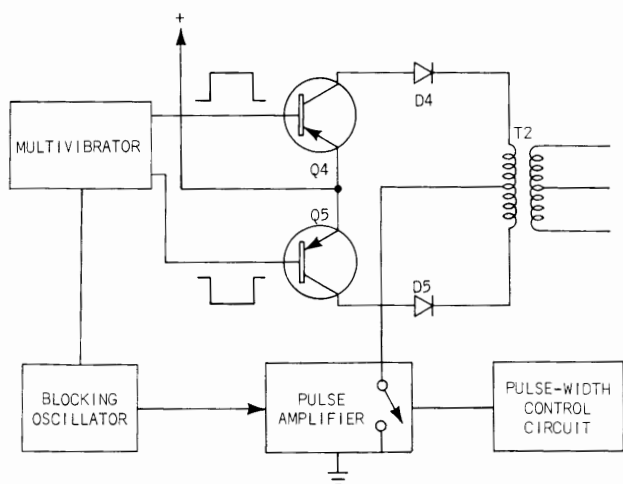 +
MULTIVIBRATOR
Q4
Q5
D4
T2
D5
BLOCKING
OSCILLATOR
PULSE
AMPLIFIER
PULSE-WIDTH
CONTROL
CIRCUIT